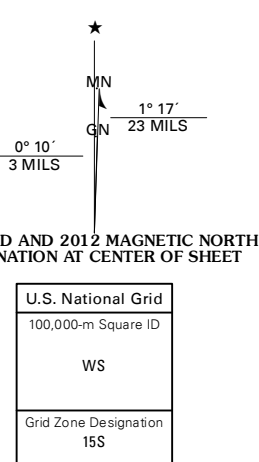 ★
MN
1° 17´
GN
23 MILS
0° 10´
3 MILS
D AND 2012 MAGNETIC NORTH
NATION AT CENTER OF SHEET
U.S. National Grid
100,000-m Square ID
WS
Grid Zone Designation
15S